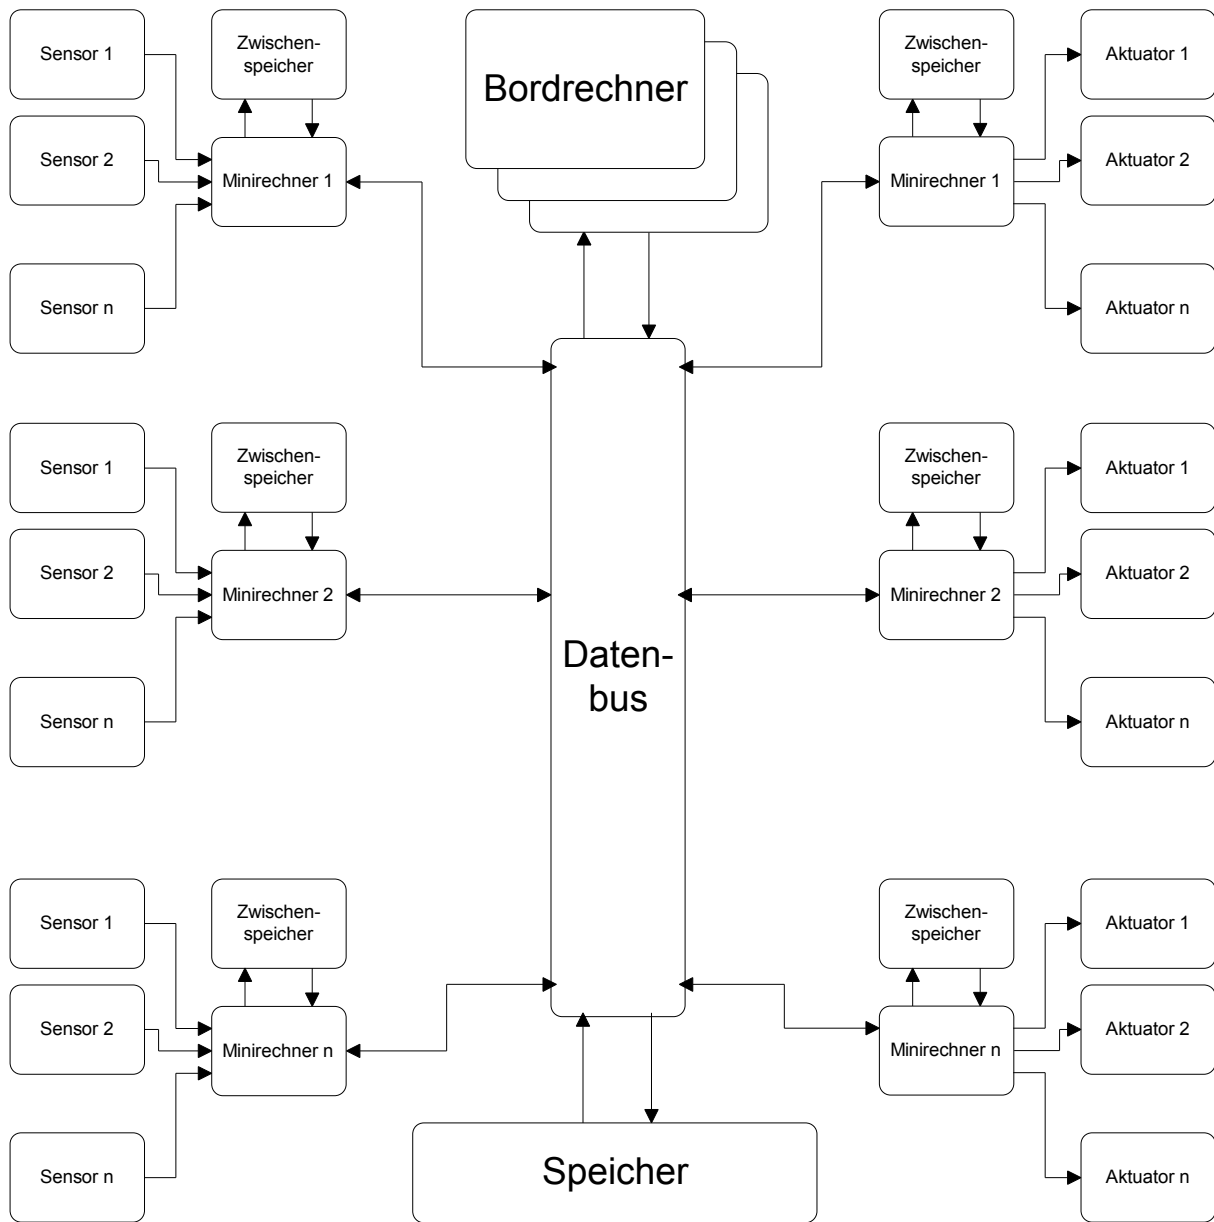 Sensor 1
Zwischen-
speicher
Bordrechner
Zwischen-
speicher
Aktuator 1
Sensor 2
Minirechner 1
Minirechner 1
Aktuator 2
Sensor n
Aktuator n
Sensor 1
Zwischen-
speicher
Zwischen-
speicher
Aktuator 1
Sensor 2
Minirechner 2
Minirechner 2
Aktuator 2
Daten-
bus
Sensor n
Aktuator n
Sensor 1
Zwischen-
speicher
Zwischen-
speicher
Aktuator 1
Sensor 2
Minirechner n
Minirechner n
Aktuator 2
Sensor n
Speicher
Aktuator n